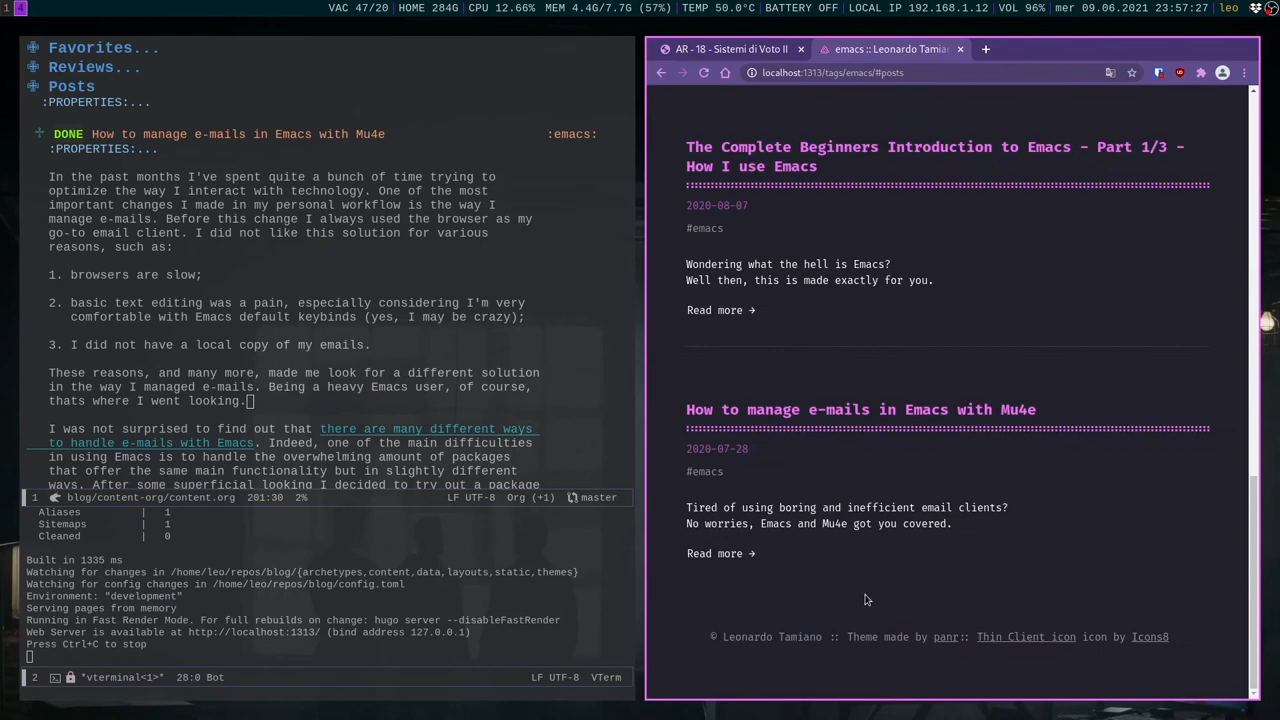 1 4 VAC 47/20 | HOME 284G | CPU 12.66% MEM 4.4G/7.7G (57%) | TEMP 50.0°C | BATTERY OFF | LOCAL IP 192.168.1.12 | VOL 96% | mer 09.06.2021 23:57:27 | leo
Favorites...
Reviews...
Posts
:PROPERTIES:...
DONE How to manage e-mails in Emacs with Mu4e :emacs:
:PROPERTIES:...
In the past months I've spent quite a bunch of time trying to
optimize the way I interact with technology. One of the most
important changes I made in my personal workflow is the way I
manage e-mails. Before this change I always used the browser as my
go-to email client. I did not like this solution for various
reasons, such as:
1. browsers are slow;
2. basic text editing was a pain, especially considering I'm very
comfortable with Emacs default keybinds (yes, I may be crazy);
3. I did not have a local copy of my emails.
These reasons, and many more, made me look for a different solution
in the way I managed e-mails. Being a heavy Emacs user, of course,
thats where I went looking.
I was not surprised to find out that there are many different ways
to handle e-mails with Emacs. Indeed, one of the main difficulties
in using Emacs is to handle the overwhelming amount of packages
that offer the same main functionality but in slightly different
ways. After some superficial looking I decided to try out a package
1 blog/content-org/content.org 201:30 2% LF UTF-8 Org (+1) master
Aliases | 1
Sitemaps | 1
Cleaned | 0
Built in 1335 ms
Watching for changes in /home/leo/repos/blog/{archetypes,content,data,layouts,static,themes}
Watching for config changes in /home/leo/repos/blog/config.toml
Environment: "development"
Serving pages from memory
Running in Fast Render Mode. For full rebuilds on change: hugo server --disableFastRender
Web Server is available at http://localhost:1313/ (bind address 127.0.0.1)
Press Ctrl+C to stop
2 *vterminal<1>* 28:0 Bot LF UTF-8 VTerm
AR - 18 - Sistemi di Voto II
emacs :: Leonardo Tamian
localhost:1313/tags/emacs/#posts
The Complete Beginners Introduction to Emacs - Part 1/3 -
How I use Emacs
2020-08-07
#emacs
Wondering what the hell is Emacs?
Well then, this is made exactly for you.
Read more →
How to manage e-mails in Emacs with Mu4e
2020-07-28
#emacs
Tired of using boring and inefficient email clients?
No worries, Emacs and Mu4e got you covered.
Read more →
© Leonardo Tamiano :: Theme made by panr:: Thin Client icon icon by Icons8